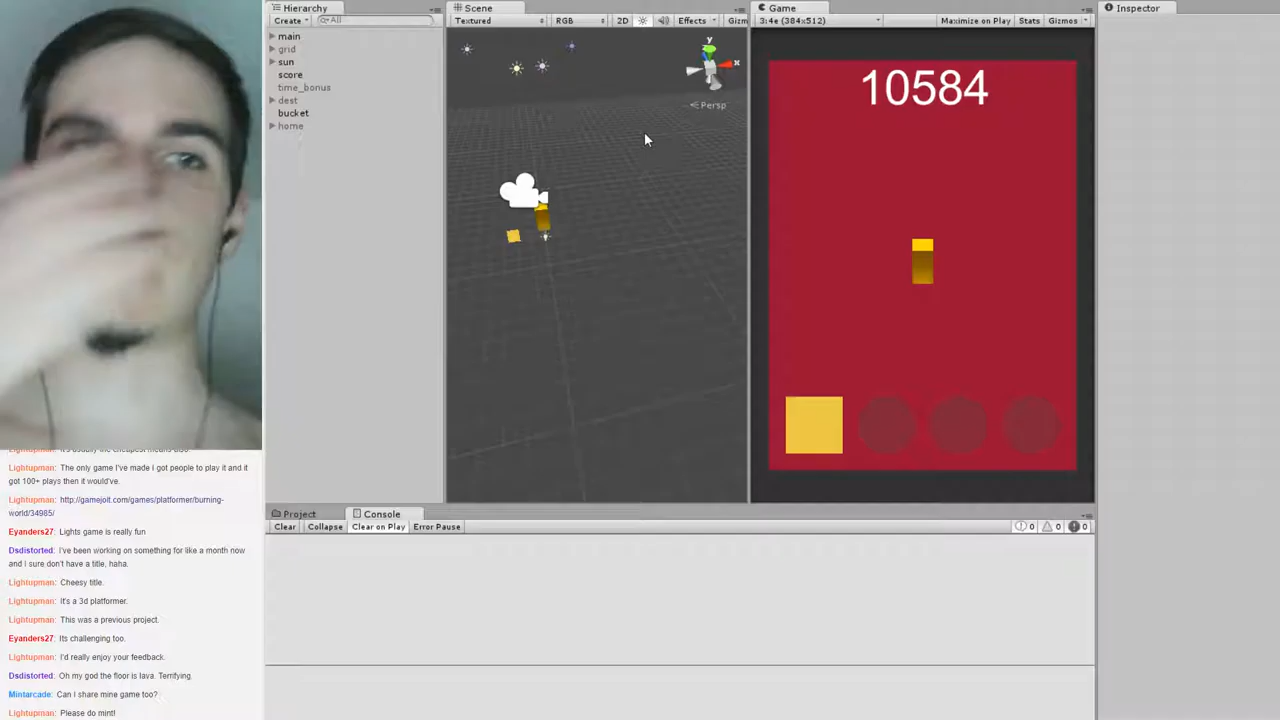 Hierarchy
Create
All
main
grid
sun
score
time_bonus
dest
bucket
home
Scene
Textured
RGB
2D
Effects
Gizm
y
x
Persp
Game
3:4e (384x512)
Maximize on Play
Stats
Gizmos
10584
Inspector
Project
Console
Clear
Collapse
Clear on Play
Error Pause
0
0
0
Lightupman: The only game I've made I got people to play it and it
got 100+ plays then it would've.
Lightupman: http://gamejolt.com/games/platformer/burning-
world/34985/
Eyanders27: Lights game is really fun
Dsdistorted: I've been working on something for like a month now
and I sure don't have a title, haha.
Lightupman: Cheesy title.
Lightupman: It's a 3d platformer.
Lightupman: This was a previous project.
Eyanders27: Its challenging too.
Lightupman: I'd really enjoy your feedback.
Dsdistorted: Oh my god the floor is lava. Terrifying.
Mintarcade: Can I share mine game too?
Lightupman: Please do mint!